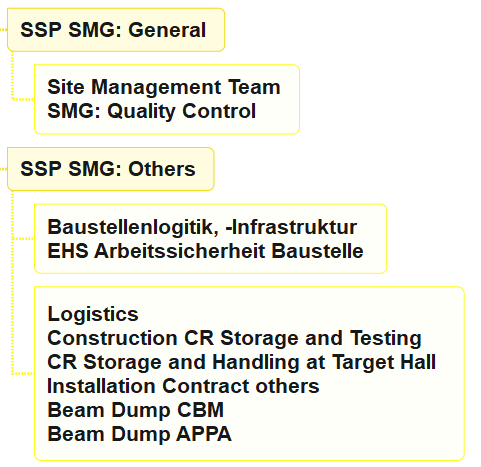 SSP SMG: General
Site Management Team
SMG: Quality Control
SSP SMG: Others
Baustellenlogitik, -Infrastruktur
EHS Arbeitssicherheit Baustelle
Logistics
Construction CR Storage and Testing
CR Storage and Handling at Target Hall
Installation Contract others
Beam Dump CBM
Beam Dump APPA